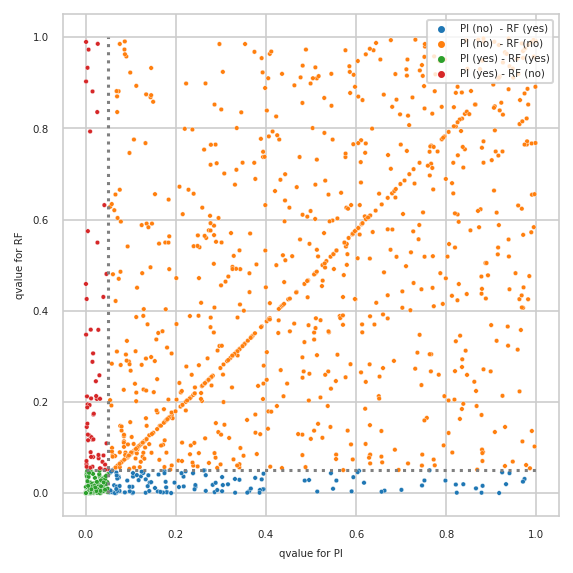 PI (no)  - RF (yes)
PI (no)  - RF (no)
PI (yes) - RF (yes)
PI (yes) - RF (no)
1.0
0.8
0.6
0.4
0.2
0.0
qvalue for RF
0.0 0.2 0.4 0.6 0.8 1.0
qvalue for PI